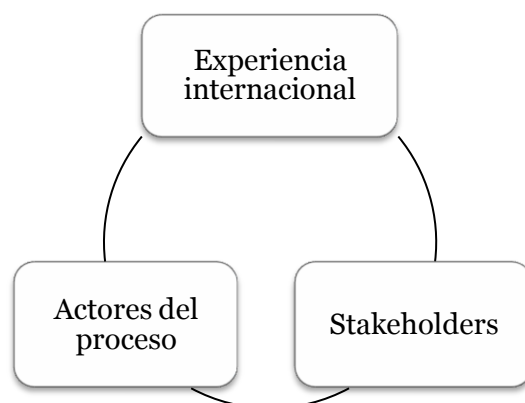 Experiencia
internacional
Actores del
proceso
Stakeholders